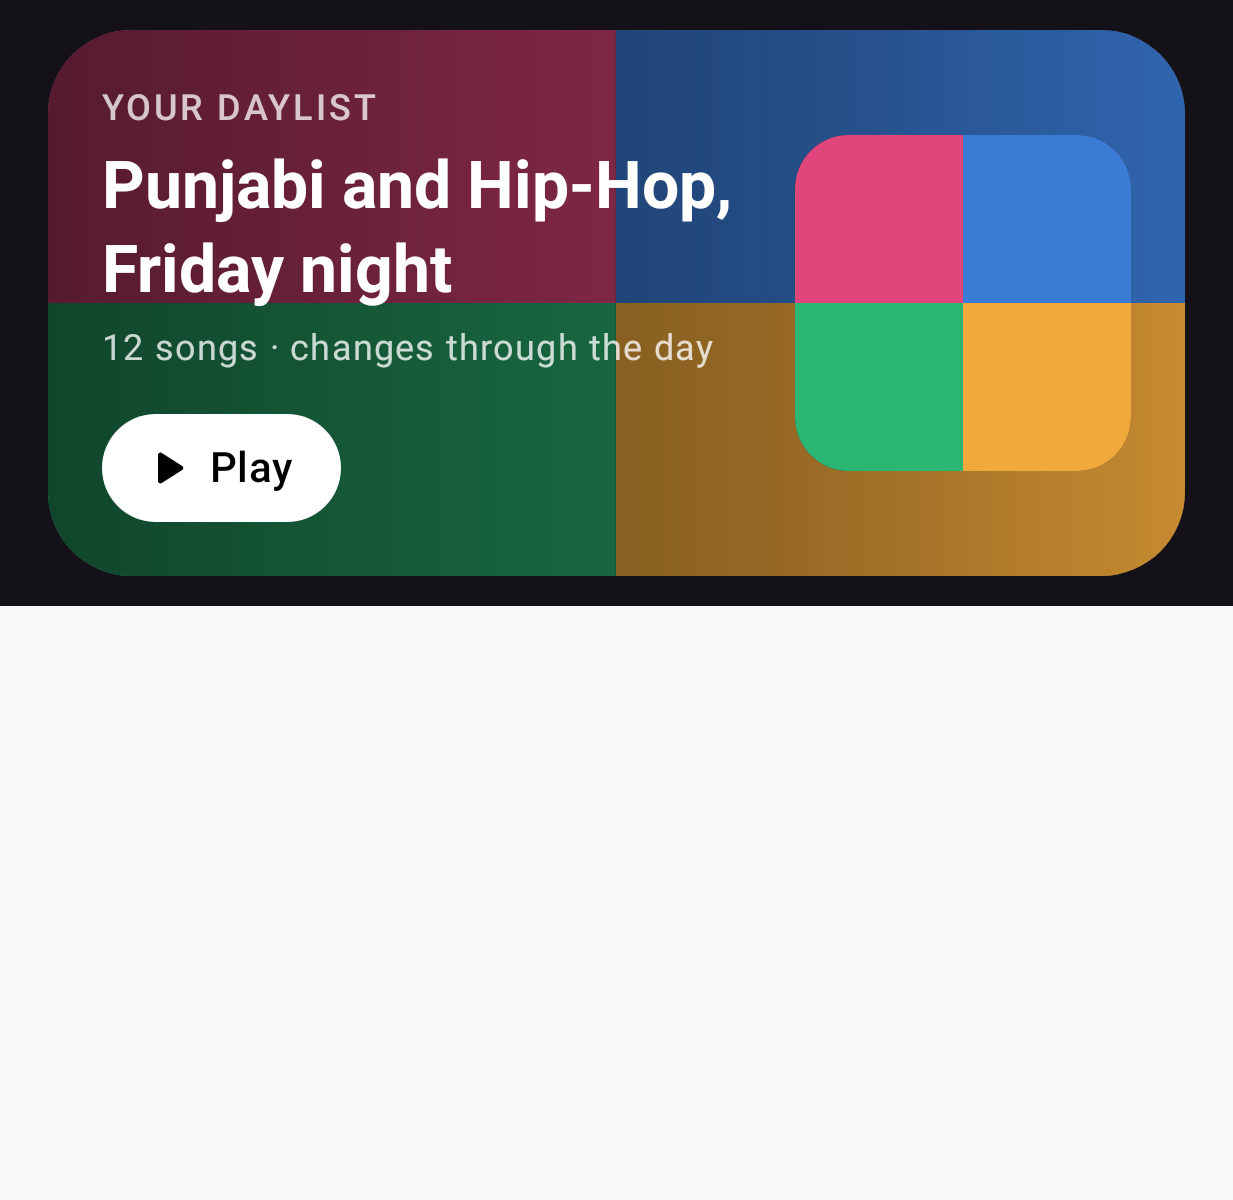 YOUR DAYLIST
Punjabi and Hip-Hop,
Friday night
12 songs · changes through the day
Play